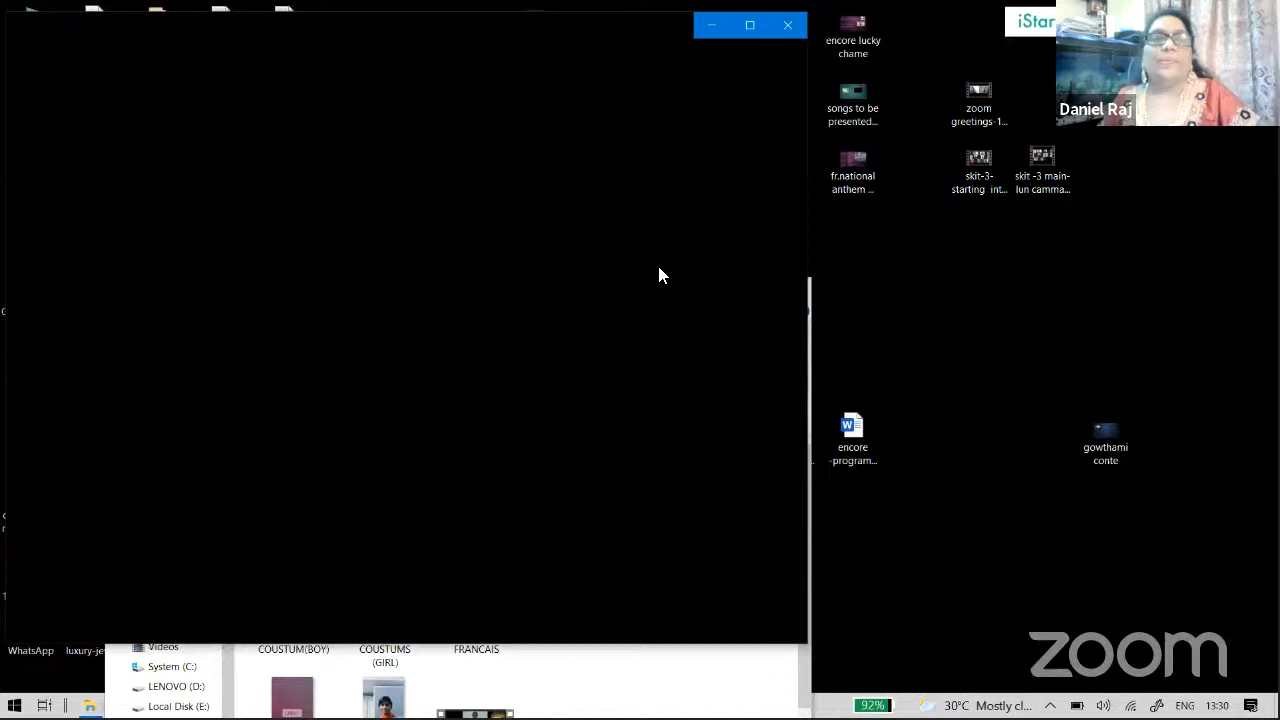 iStar
Daniel Raj
encore lucky
chame
songs to be
presented...
zoom
greetings-1...
fr.national
anthem ...
skit-3-
starting int...
skit -3 main-
lun camma...
encore
-program...
gowthami
conte
WhatsApp
luxury-je
Videos
System (C:)
LENOVO (D:)
Local Disk (E:)
COUSTUM(BOY)
COUSTUMS
(GIRL)
FRANCAIS
zoom
92%
30°C Mostly cl...
ENG
13:30